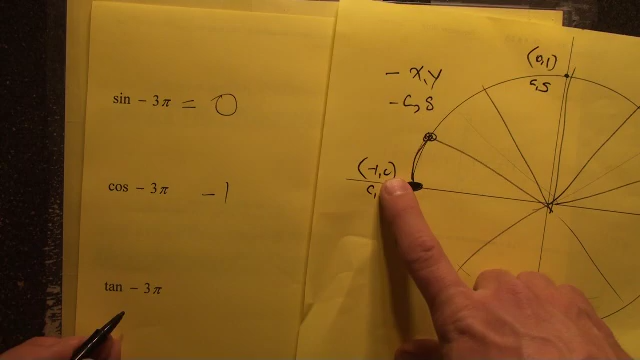 sin − 3π = 0
cos − 3π − 1
tan − 3π
(0,1)
c,s
− x,y
− c,s
(-1,0)
c,